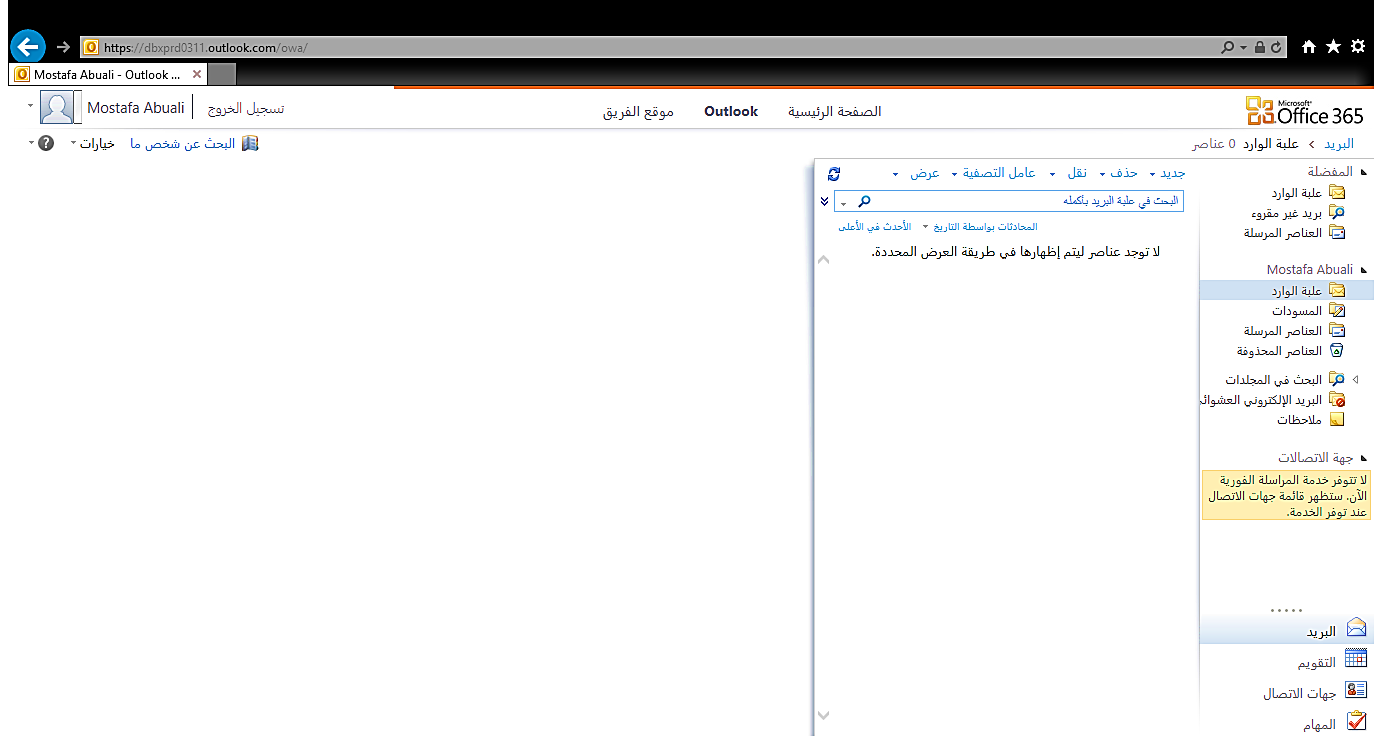 https://dbxprd0311.outlook.com/owa/
Mostafa Abuali - Outlook ...
Microsoft®
Office 365
الصفحة الرئيسية
Outlook
موقع الفريق
تسجيل الخروج
Mostafa Abuali
البريد > علبة الوارد 0 عناصر
البحث عن شخص ما
خيارات
المفضلة
علبة الوارد
بريد غير مقروء
العناصر المرسلة
Mostafa Abuali
علبة الوارد
المسودات
العناصر المرسلة
العناصر المحذوفة
البحث في المجلدات
البريد الإلكتروني العشوائي
ملاحظات
جهة الاتصالات
لا تتوفر خدمة المراسلة الفورية
الآن. ستظهر قائمة جهات الاتصال
عند توفر الخدمة.
البريد
التقويم
جهات الاتصال
المهام
جديد حذف نقل عامل التصفية عرض
البحث في علبة البريد بأكمله
المحادثات بواسطة التاريخ الأحدث في الأعلى
لا توجد عناصر ليتم إظهارها في طريقة العرض المحددة.